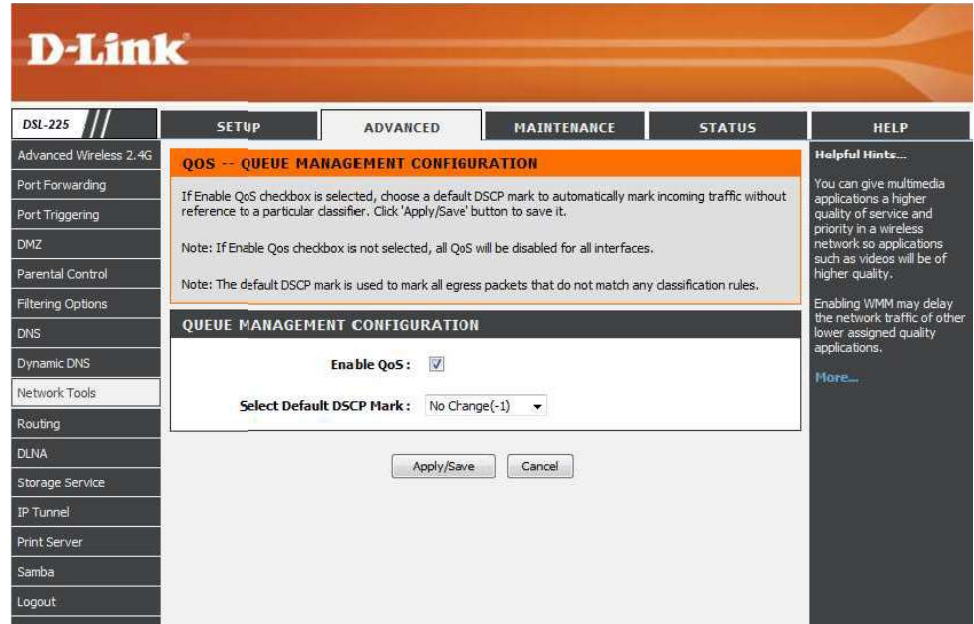 D-Link
DSL-225
SETUP
ADVANCED
MAINTENANCE
STATUS
HELP
Advanced Wireless 2.4G
Port Forwarding
Port Triggering
DMZ
Parental Control
Filtering Options
DNS
Dynamic DNS
Network Tools
Routing
DLNA
Storage Service
IP Tunnel
Print Server
Samba
Logout
QOS -- QUEUE MANAGEMENT CONFIGURATION
If Enable QoS checkbox is selected, choose a default DSCP mark to automatically mark incoming traffic without
reference to a particular classifier. Click 'Apply/Save' button to save it.
Note: If Enable Qos checkbox is not selected, all QoS will be disabled for all interfaces.
Note: The default DSCP mark is used to mark all egress packets that do not match any classification rules.
QUEUE MANAGEMENT CONFIGURATION
Enable QoS :
Select Default DSCP Mark : No Change(-1)
Apply/Save Cancel
Helpful Hints...
You can give multimedia
applications a higher
quality of service and
priority in a wireless
network so applications
such as videos will be of
higher quality.
Enabling WMM may delay
the network traffic of other
lower assigned quality
applications.
More...